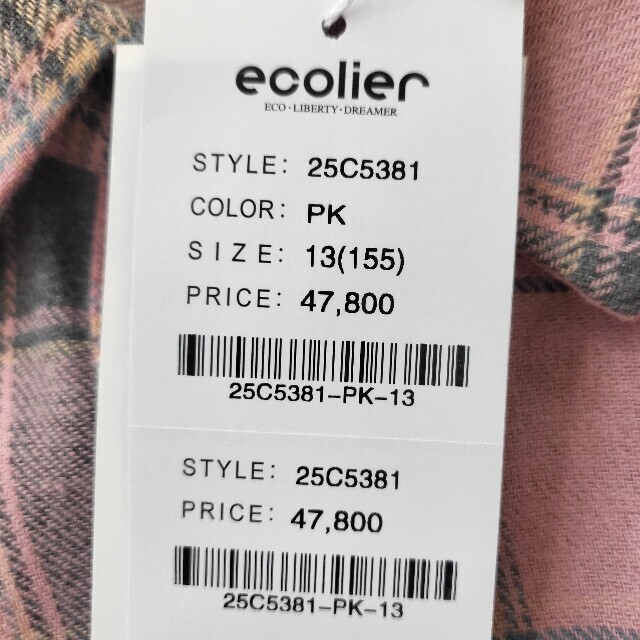 ecolier
ECO·LIBERTY·DREAMER
STYLE: 25C5381
COLOR: PK
SIZE: 13(155)
PRICE: 47,800
25C5381-PK-13
STYLE: 25C5381
PRICE: 47,800
25C5381-PK-13